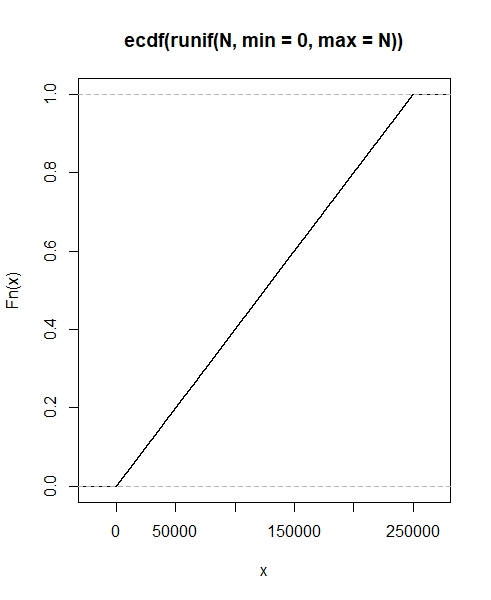 ecdf(runif(N, min = 0, max = N))
Fn(x)
1.0
0.8
0.6
0.4
0.2
0.0
0 50000 150000 250000
x